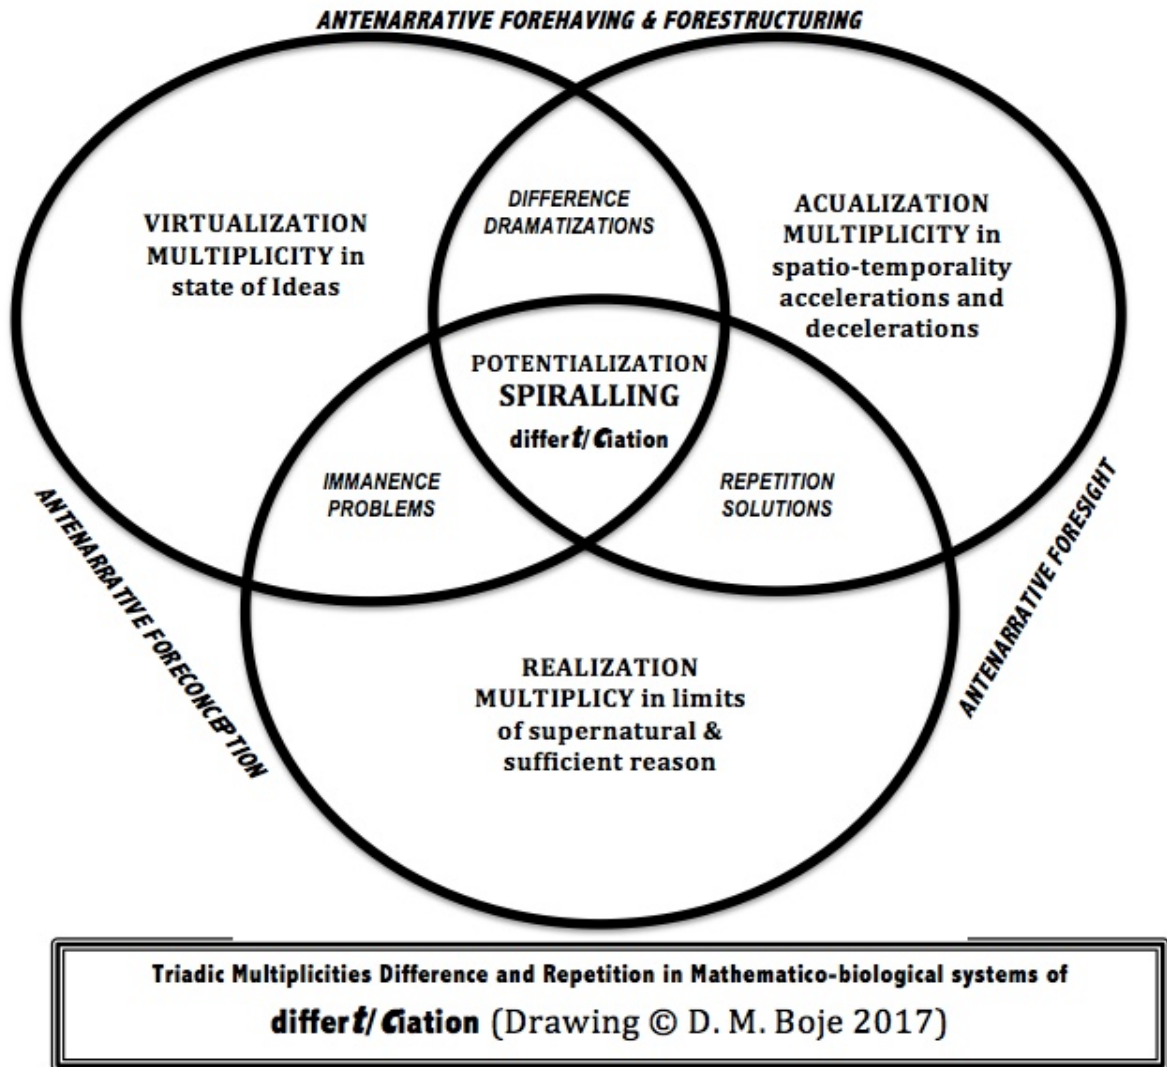 ANTENARRATIVE FOREHAVING & FORESTRUCTURING
DIFFERENCE
DRAMATIZATIONS
VIRTUALIZATION
MULTIPLICITY in
state of Ideas
ACUALIZATION
MULTIPLICITY in
spatio-temporality
accelerations and
decelerations
POTENTIALIZATION
SPIRALLING
differt/ciation
IMMANENCE
PROBLEMS
REPETITION
SOLUTIONS
ANTENARRATIVE FORECONCEPTION
ANTENARRATIVE FORESIGHT
REALIZATION
MULTIPLICY in limits
of supernatural &
sufficient reason
Triadic Multiplicities Difference and Repetition in Mathematico-biological systems of
differt/ciation (Drawing © D. M. Boje 2017)